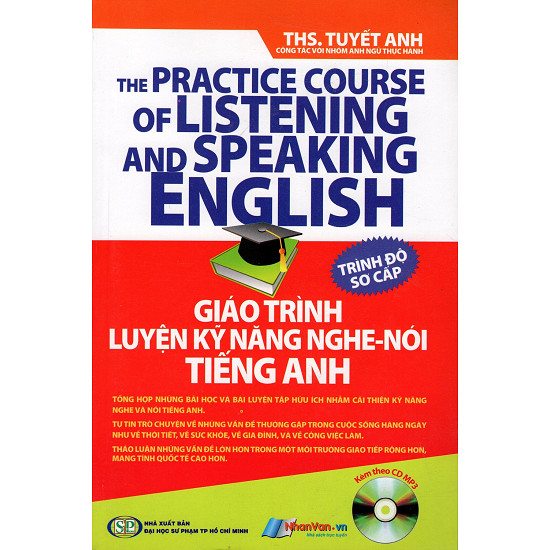 THS. TUYẾT ANH
CỘNG TÁC VỚI NHÓM ANH NGỮ THỰC HÀNH
THE PRACTICE COURSE
OF LISTENING
AND SPEAKING
ENGLISH
TRÌNH ĐỘ
SƠ CẤP
GIÁO TRÌNH
LUYỆN KỸ NĂNG NGHE-NÓI
TIẾNG ANH
TỔNG HỢP NHỮNG BÀI HỌC VÀ BÀI LUYỆN TẬP HỮU ÍCH NHẰM CẢI THIỆN KỸ NĂNG
NGHE VÀ NÓI TIẾNG ANH.
TỰ TIN TRÒ CHUYỆN VỀ NHỮNG VẤN ĐỀ THƯỜNG GẶP TRONG CUỘC SỐNG HÀNG NGÀY
NHƯ VỀ THỜI TIẾT, VỀ SỨC KHỎE, VỀ GIA ĐÌNH, VÀ VỀ CÔNG VIỆC LÀM.
THẢO LUẬN NHỮNG VẤN ĐỀ LỚN HƠN TRONG MỘT MÔI TRƯỜNG GIAO TIẾP RỘNG HƠN,
MANG TÍNH QUỐC TẾ CAO HƠN.
Kèm theo CD MP3
SP
NHÀ XUẤT BẢN
ĐẠI HỌC SƯ PHẠM TP HỒ CHÍ MINH
NhanVan.vn
Nhà sách trực tuyến